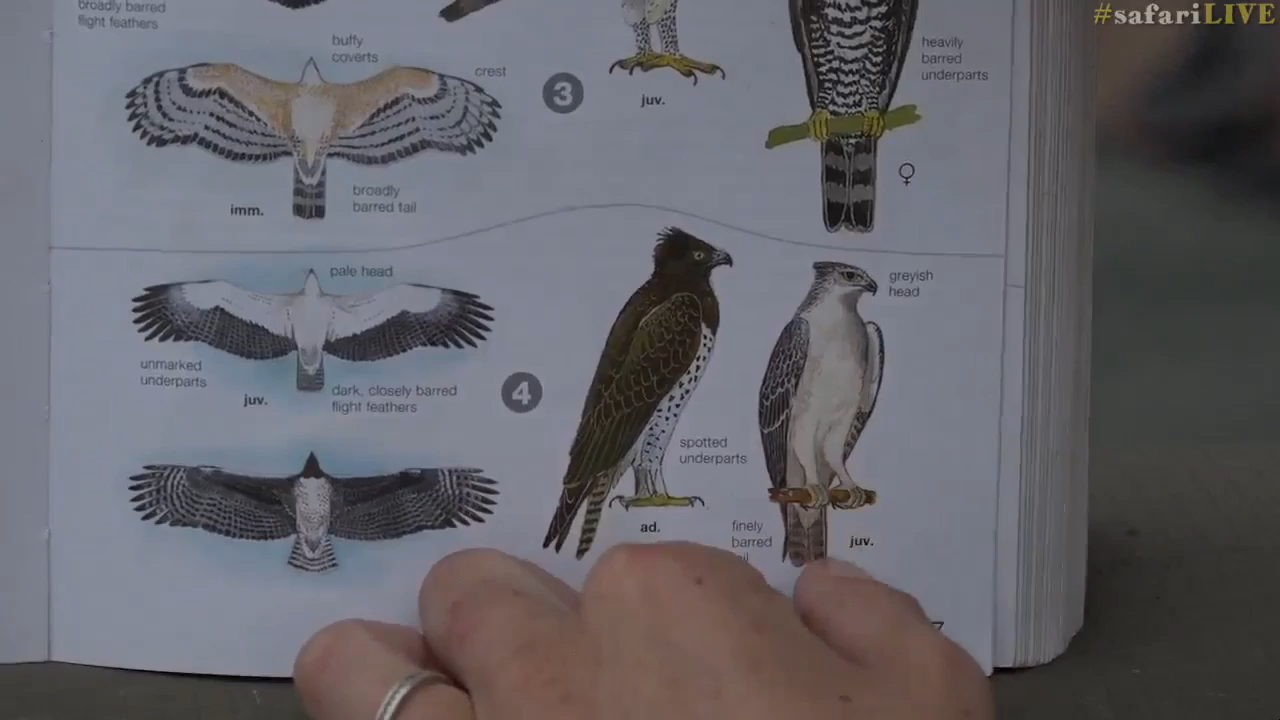 #safariLIVE
broadly barred
flight feathers
buffy
coverts
crest
3
juv.
heavily
barred
underparts
♀
imm.
broadly
barred tail
pale head
greyish
head
unmarked
underparts
juv.
dark, closely barred
flight feathers
4
spotted
underparts
ad.
finely
barred
juv.
7